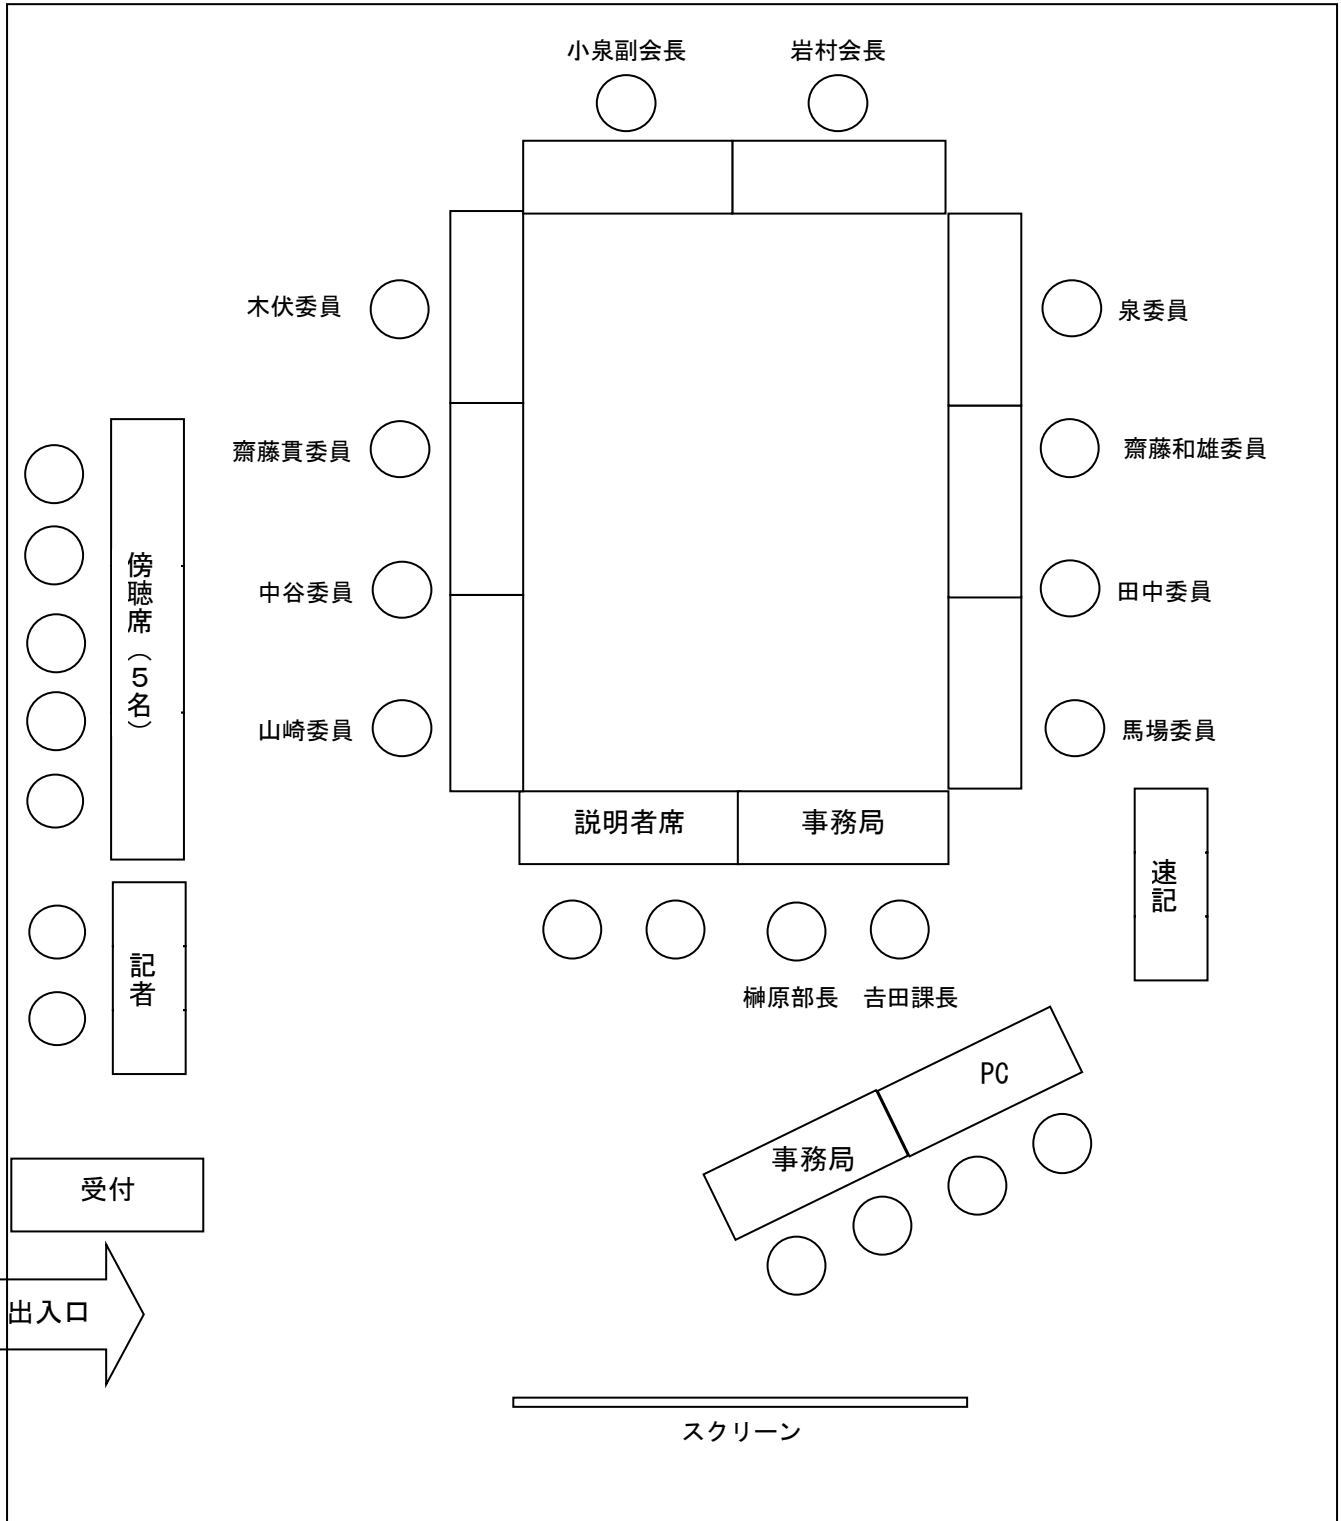 小泉副会長
岩村会長
木伏委員
泉委員
齋藤貫委員
齋藤和雄委員
傍聴席（５名）
中谷委員
田中委員
山崎委員
馬場委員
説明者席
事務局
速記
記者
榊原部長
𠮷田課長
PC
事務局
受付
出入口
スクリーン